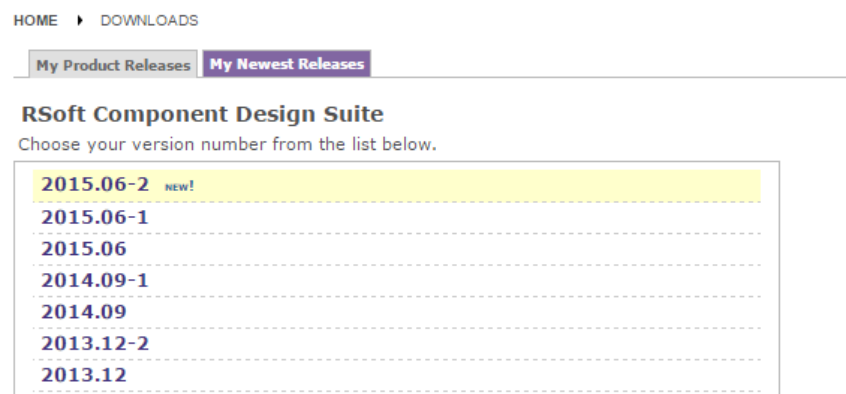 HOME DOWNLOADS
My Product Releases My Newest Releases
RSoft Component Design Suite
Choose your version number from the list below.
2015.06-2 NEW!
2015.06-1
2015.06
2014.09-1
2014.09
2013.12-2
2013.12